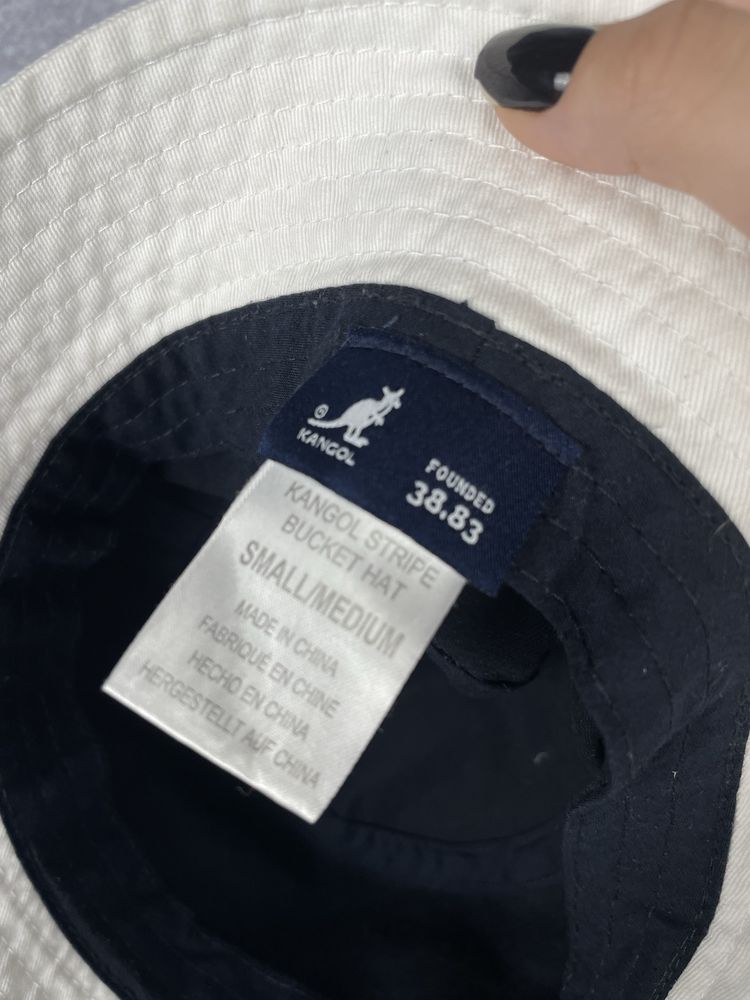 KANGOL
FOUNDED
38.83
KANGOL STRIPE
BUCKET HAT
SMALL/MEDIUM
MADE IN CHINA
FABRIQUE EN CHINE
HECHO EN CHINA
HERGESTELLT AUF CHINA